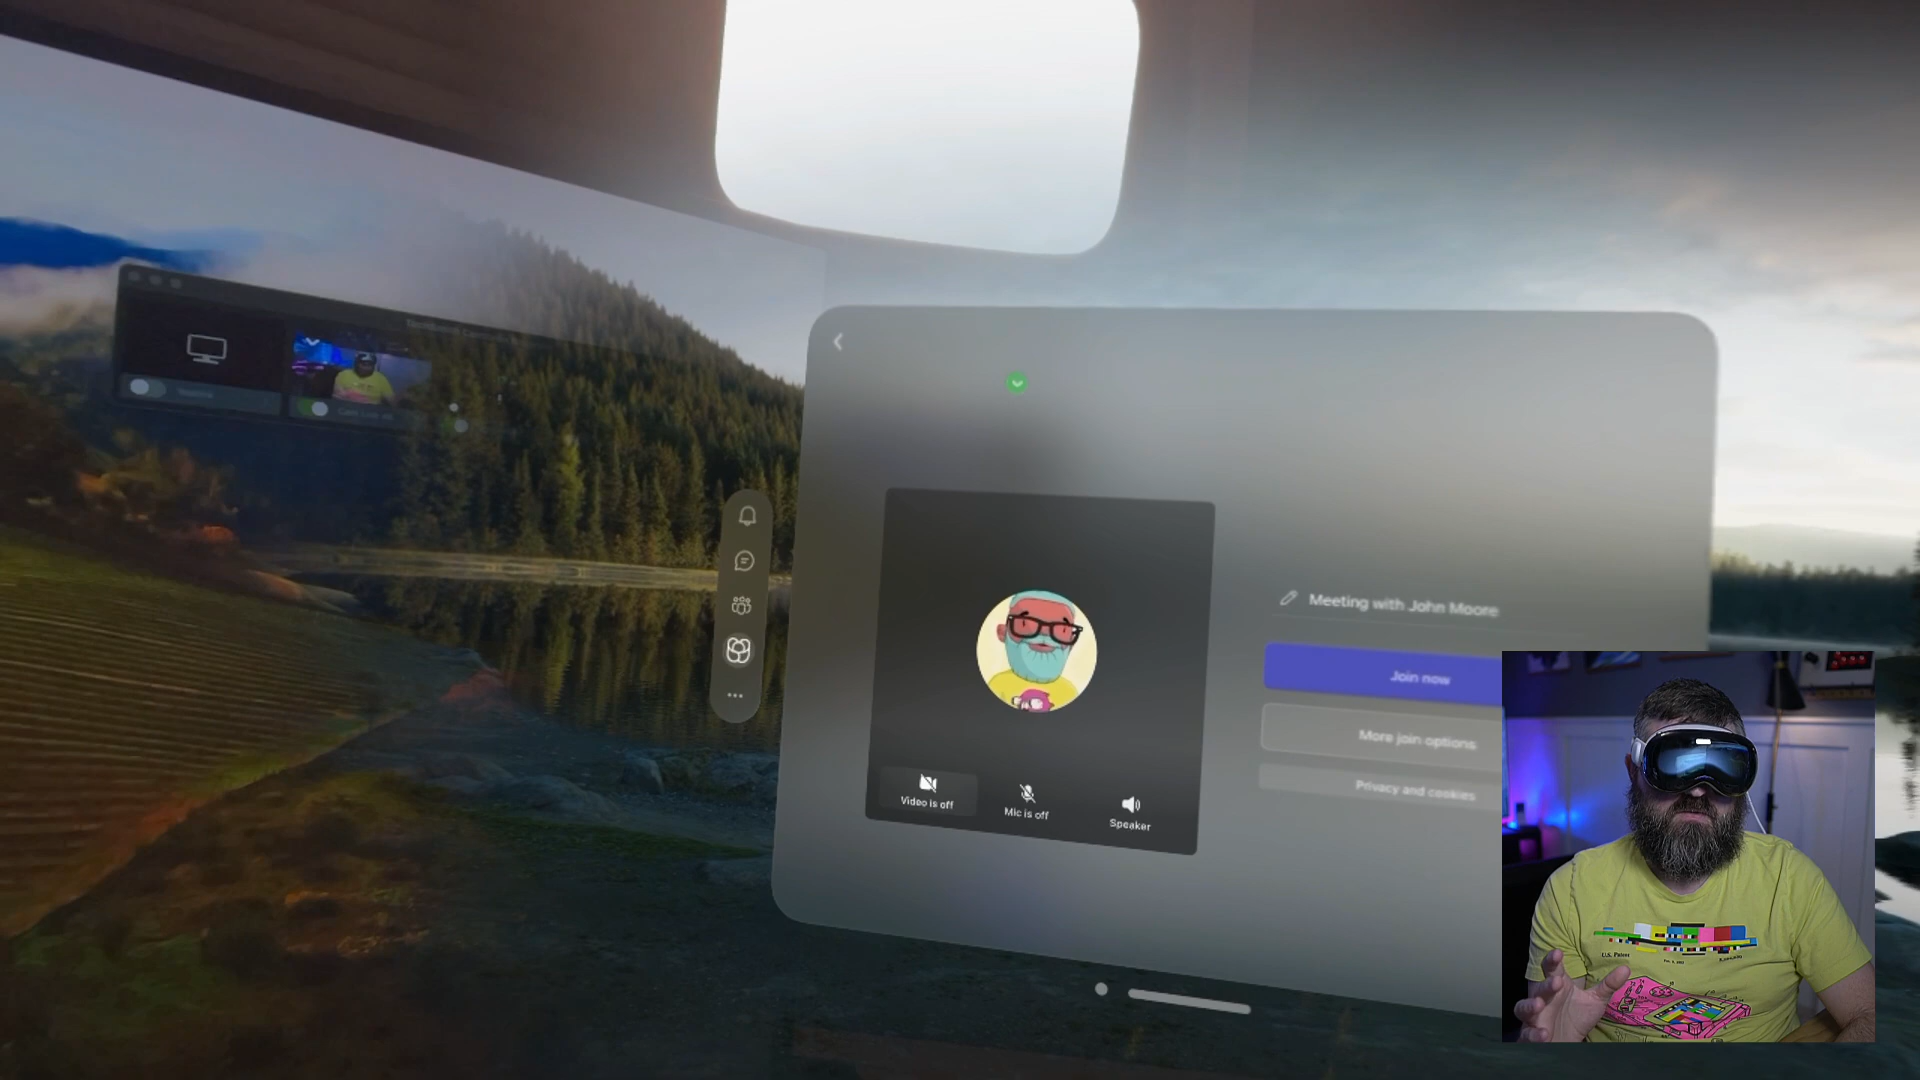 Meeting with John Moore
Join now
More join options
Privacy and cookies
Video is off
Mic is off
Speaker
U.S. Patent